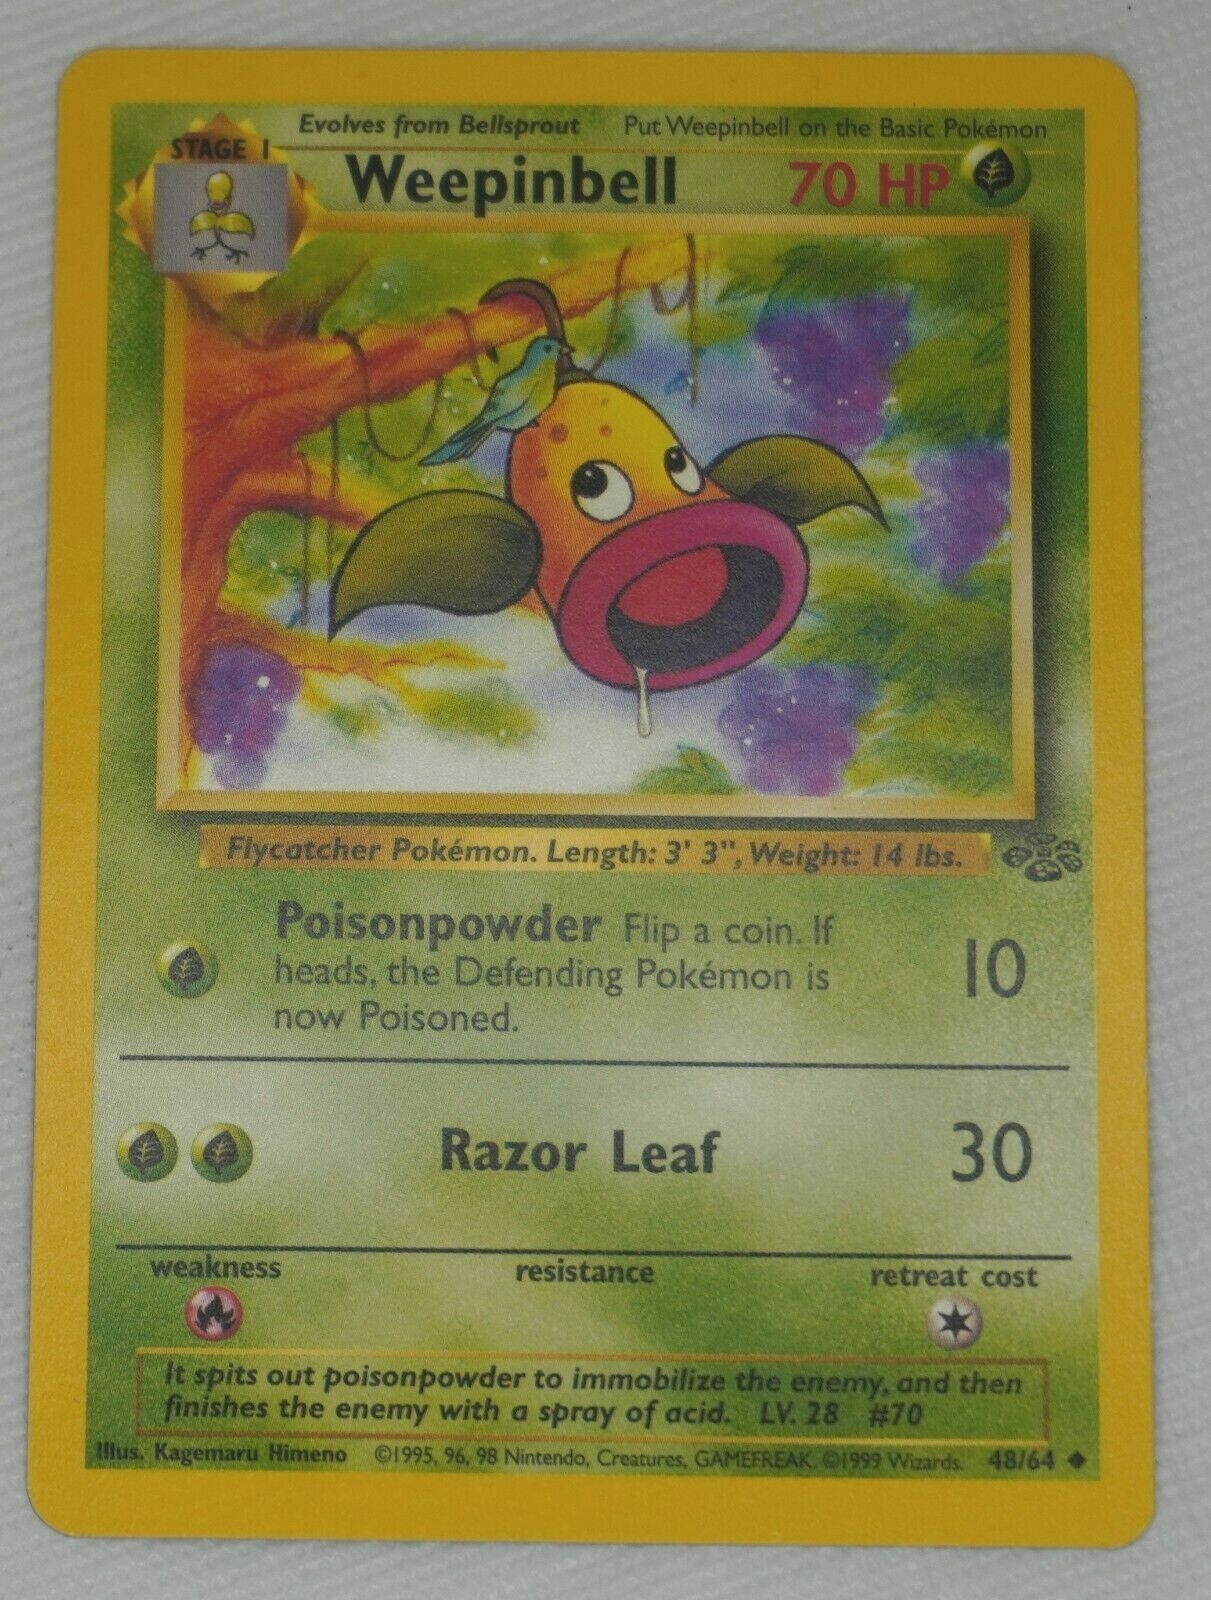 Evolves from Bellsprout Put Weepinbell on the Basic Pokémon
STAGE 1
Weepinbell 70 HP
Flycatcher Pokémon. Length: 3' 3", Weight: 14 lbs.
Poisonpowder Flip a coin. If
heads, the Defending Pokémon is
now Poisoned.
10
Razor Leaf 30
weakness resistance retreat cost
It spits out poisonpowder to immobilize the enemy, and then
finishes the enemy with a spray of acid. LV. 28 #70
Illus. Kagemaru Himeno ©1995, 96, 98 Nintendo, Creatures, GAMEFREAK. ©1999 Wizards. 48/64